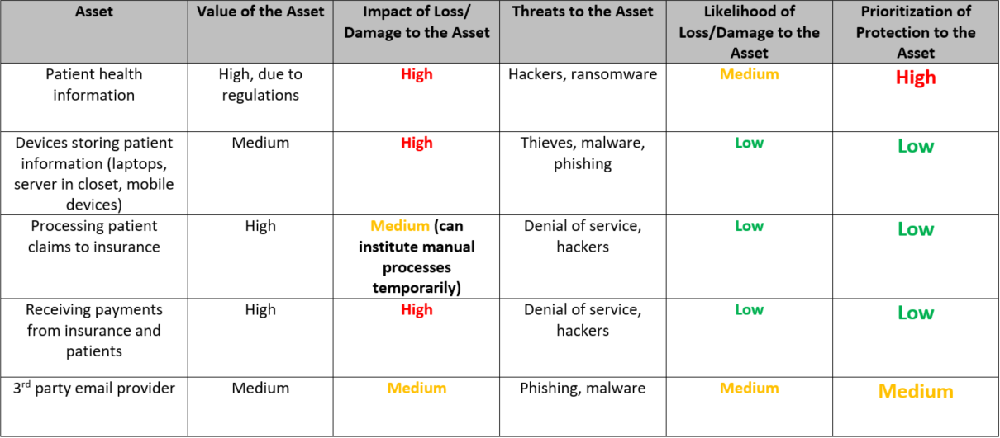 Asset
Value of the Asset
Impact of Loss/
Damage to the Asset
Threats to the Asset
Likelihood of
Loss/Damage to the
Asset
Prioritization of
Protection to the
Asset
Patient health
information
High, due to
regulations
High
Hackers, ransomware
Medium
High
Devices storing patient
information (laptops,
server in closet, mobile
devices)
Medium
High
Thieves, malware,
phishing
Low
Low
Processing patient
claims to insurance
High
Medium (can
institute manual
processes
temporarily)
Denial of service,
hackers
Low
Low
Receiving payments
from insurance and
patients
High
High
Denial of service,
hackers
Low
Low
3rd party email provider
Medium
Medium
Phishing, malware
Medium
Medium